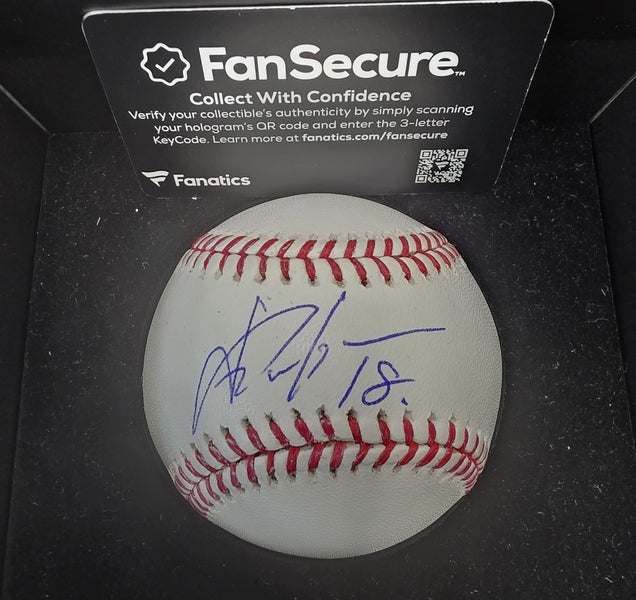 FanSecure™
Collect With Confidence
Verify your collectible's authenticity by simply scanning
your hologram's QR code and enter the 3-letter
KeyCode. Learn more at fanatics.com/fansecure
Fanatics
18.